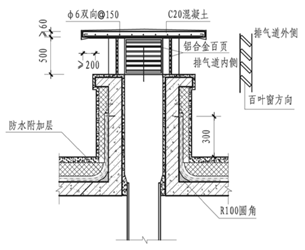 φ6双向@150
C20混凝土
≥60
500
≥200
铝合金百页
排气道内侧
排气道外侧
百叶窗方向
防水附加层
300
R100圆角